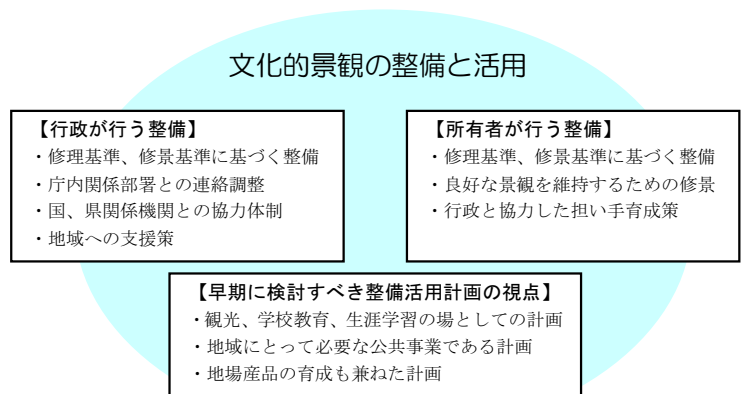 文化的景観の整備と活用
【行政が行う整備】
・修理基準、修景基準に基づく整備
・庁内関係部署との連絡調整
・国、県関係機関との協力体制
・地域への支援策
【所有者が行う整備】
・修理基準、修景基準に基づく整備
・良好な景観を維持するための修景
・行政と協力した担い手育成策
【早期に検討すべき整備活用計画の視点】
・観光、学校教育、生涯学習の場としての計画
・地域にとって必要な公共事業である計画
・地場産品の育成も兼ねた計画